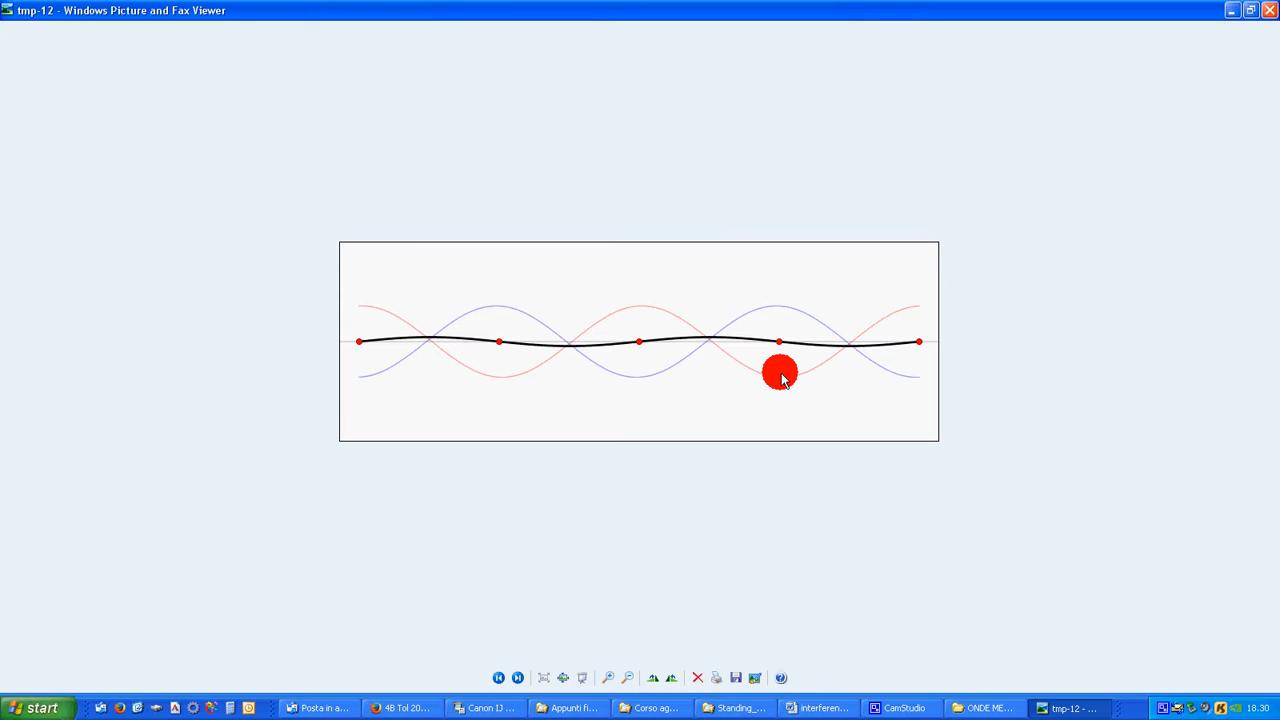 tmp-12 - Windows Picture and Fax Viewer
start
Posta in a...
4B Tol 20...
Canon IJ ...
Appunti fi...
Corso ag...
Standing_...
interferen...
CamStudio
ONDE ME...
tmp-12 - ...
18.30